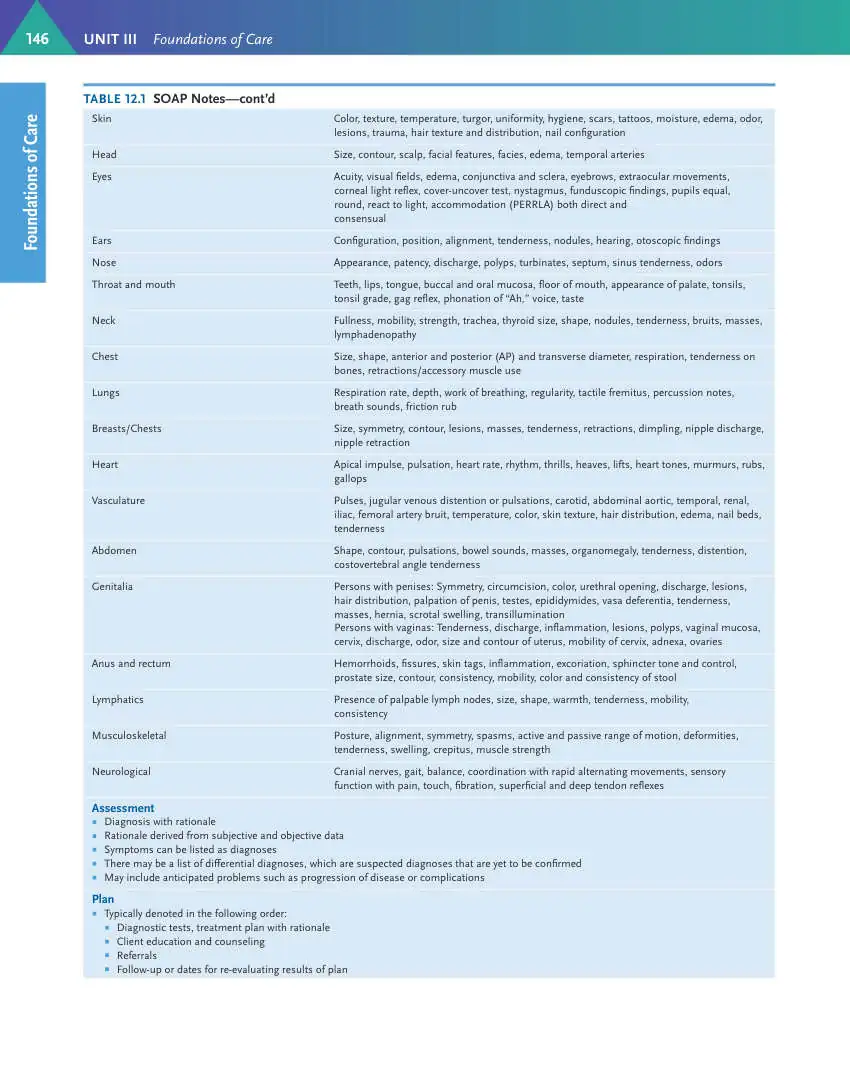 146 UNIT III Foundations of Care
Foundations of Care
TABLE 12.1 SOAP Notes—cont'd
Skin Color, texture, temperature, turgor, uniformity, hygiene, scars, tattoos, moisture, edema, odor,
lesions, trauma, hair texture and distribution, nail configuration
Head Size, contour, scalp, facial features, facies, edema, temporal arteries
Eyes Acuity, visual fields, edema, conjunctiva and sclera, eyebrows, extraocular movements,
corneal light reflex, cover-uncover test, nystagmus, funduscopic findings, pupils equal,
round, react to light, accommodation (PERRLA) both direct and
consensual
Ears Configuration, position, alignment, tenderness, nodules, hearing, otoscopic findings
Nose Appearance, patency, discharge, polyps, turbinates, septum, sinus tenderness, odors
Throat and mouth Teeth, lips, tongue, buccal and oral mucosa, floor of mouth, appearance of palate, tonsils,
tonsil grade, gag reflex, phonation of “Ah,” voice, taste
Neck Fullness, mobility, strength, trachea, thyroid size, shape, nodules, tenderness, bruits, masses,
lymphadenopathy
Chest Size, shape, anterior and posterior (AP) and transverse diameter, respiration, tenderness on
bones, retractions/accessory muscle use
Lungs Respiration rate, depth, work of breathing, regularity, tactile fremitus, percussion notes,
breath sounds, friction rub
Breasts/Chests Size, symmetry, contour, lesions, masses, tenderness, retractions, dimpling, nipple discharge,
nipple retraction
Heart Apical impulse, pulsation, heart rate, rhythm, thrills, heaves, lifts, heart tones, murmurs, rubs,
gallops
Vasculature Pulses, jugular venous distention or pulsations, carotid, abdominal aortic, temporal, renal,
iliac, femoral artery bruit, temperature, color, skin texture, hair distribution, edema, nail beds,
tenderness
Abdomen Shape, contour, pulsations, bowel sounds, masses, organomegaly, tenderness, distention,
costovertebral angle tenderness
Genitalia Persons with penises: Symmetry, circumcision, color, urethral opening, discharge, lesions,
hair distribution, palpation of penis, testes, epididymides, vasa deferentia, tenderness,
masses, hernia, scrotal swelling, transillumination
Persons with vaginas: Tenderness, discharge, inflammation, lesions, polyps, vaginal mucosa,
cervix, discharge, odor, size and contour of uterus, mobility of cervix, adnexa, ovaries
Anus and rectum Hemorrhoids, fissures, skin tags, inflammation, excoriation, sphincter tone and control,
prostate size, contour, consistency, mobility, color and consistency of stool
Lymphatics Presence of palpable lymph nodes, size, shape, warmth, tenderness, mobility,
consistency
Musculoskeletal Posture, alignment, symmetry, spasms, active and passive range of motion, deformities,
tenderness, swelling, crepitus, muscle strength
Neurological Cranial nerves, gait, balance, coordination with rapid alternating movements, sensory
function with pain, touch, fibration, superficial and deep tendon reflexes
Assessment
▪ Diagnosis with rationale
▪ Rationale derived from subjective and objective data
▪ Symptoms can be listed as diagnoses
▪ There may be a list of differential diagnoses, which are suspected diagnoses that are yet to be confirmed
▪ May include anticipated problems such as progression of disease or complications
Plan
▪ Typically denoted in the following order:
▪ Diagnostic tests, treatment plan with rationale
▪ Client education and counseling
▪ Referrals
▪ Follow-up or dates for re-evaluating results of plan